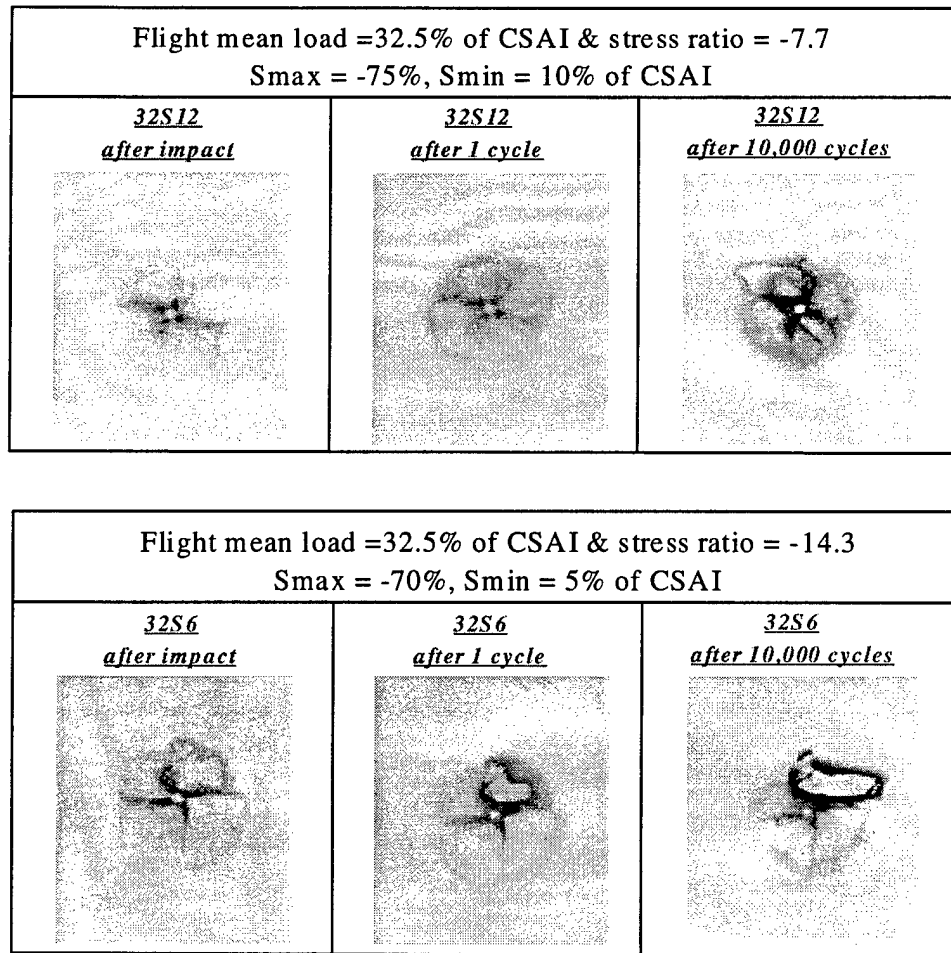 Flight mean load =32.5% of CSAI & stress ratio = -7.7
Smax = -75%, Smin = 10% of CSAI
32S12
after impact
32S12
after 1 cycle
32S12
after 10,000 cycles
Flight mean load =32.5% of CSAI & stress ratio = -14.3
Smax = -70%, Smin = 5% of CSAI
32S6
after impact
32S6
after 1 cycle
32S6
after 10,000 cycles